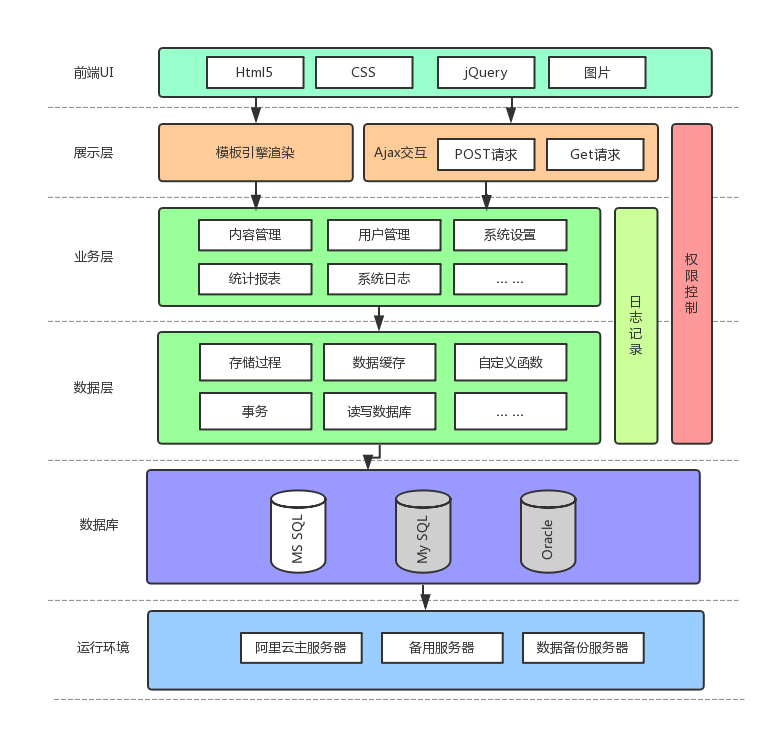 前端UI
Html5
CSS
jQuery
图片
展示层
模板引擎渲染
Ajax交互
POST请求
Get请求
业务层
内容管理
用户管理
系统设置
统计报表
系统日志
... ...
日志记录
权限控制
数据层
存储过程
数据缓存
自定义函数
事务
读写数据库
... ...
数据库
MS SQL
My SQL
Oracle
运行环境
阿里云主服务器
备用服务器
数据备份服务器